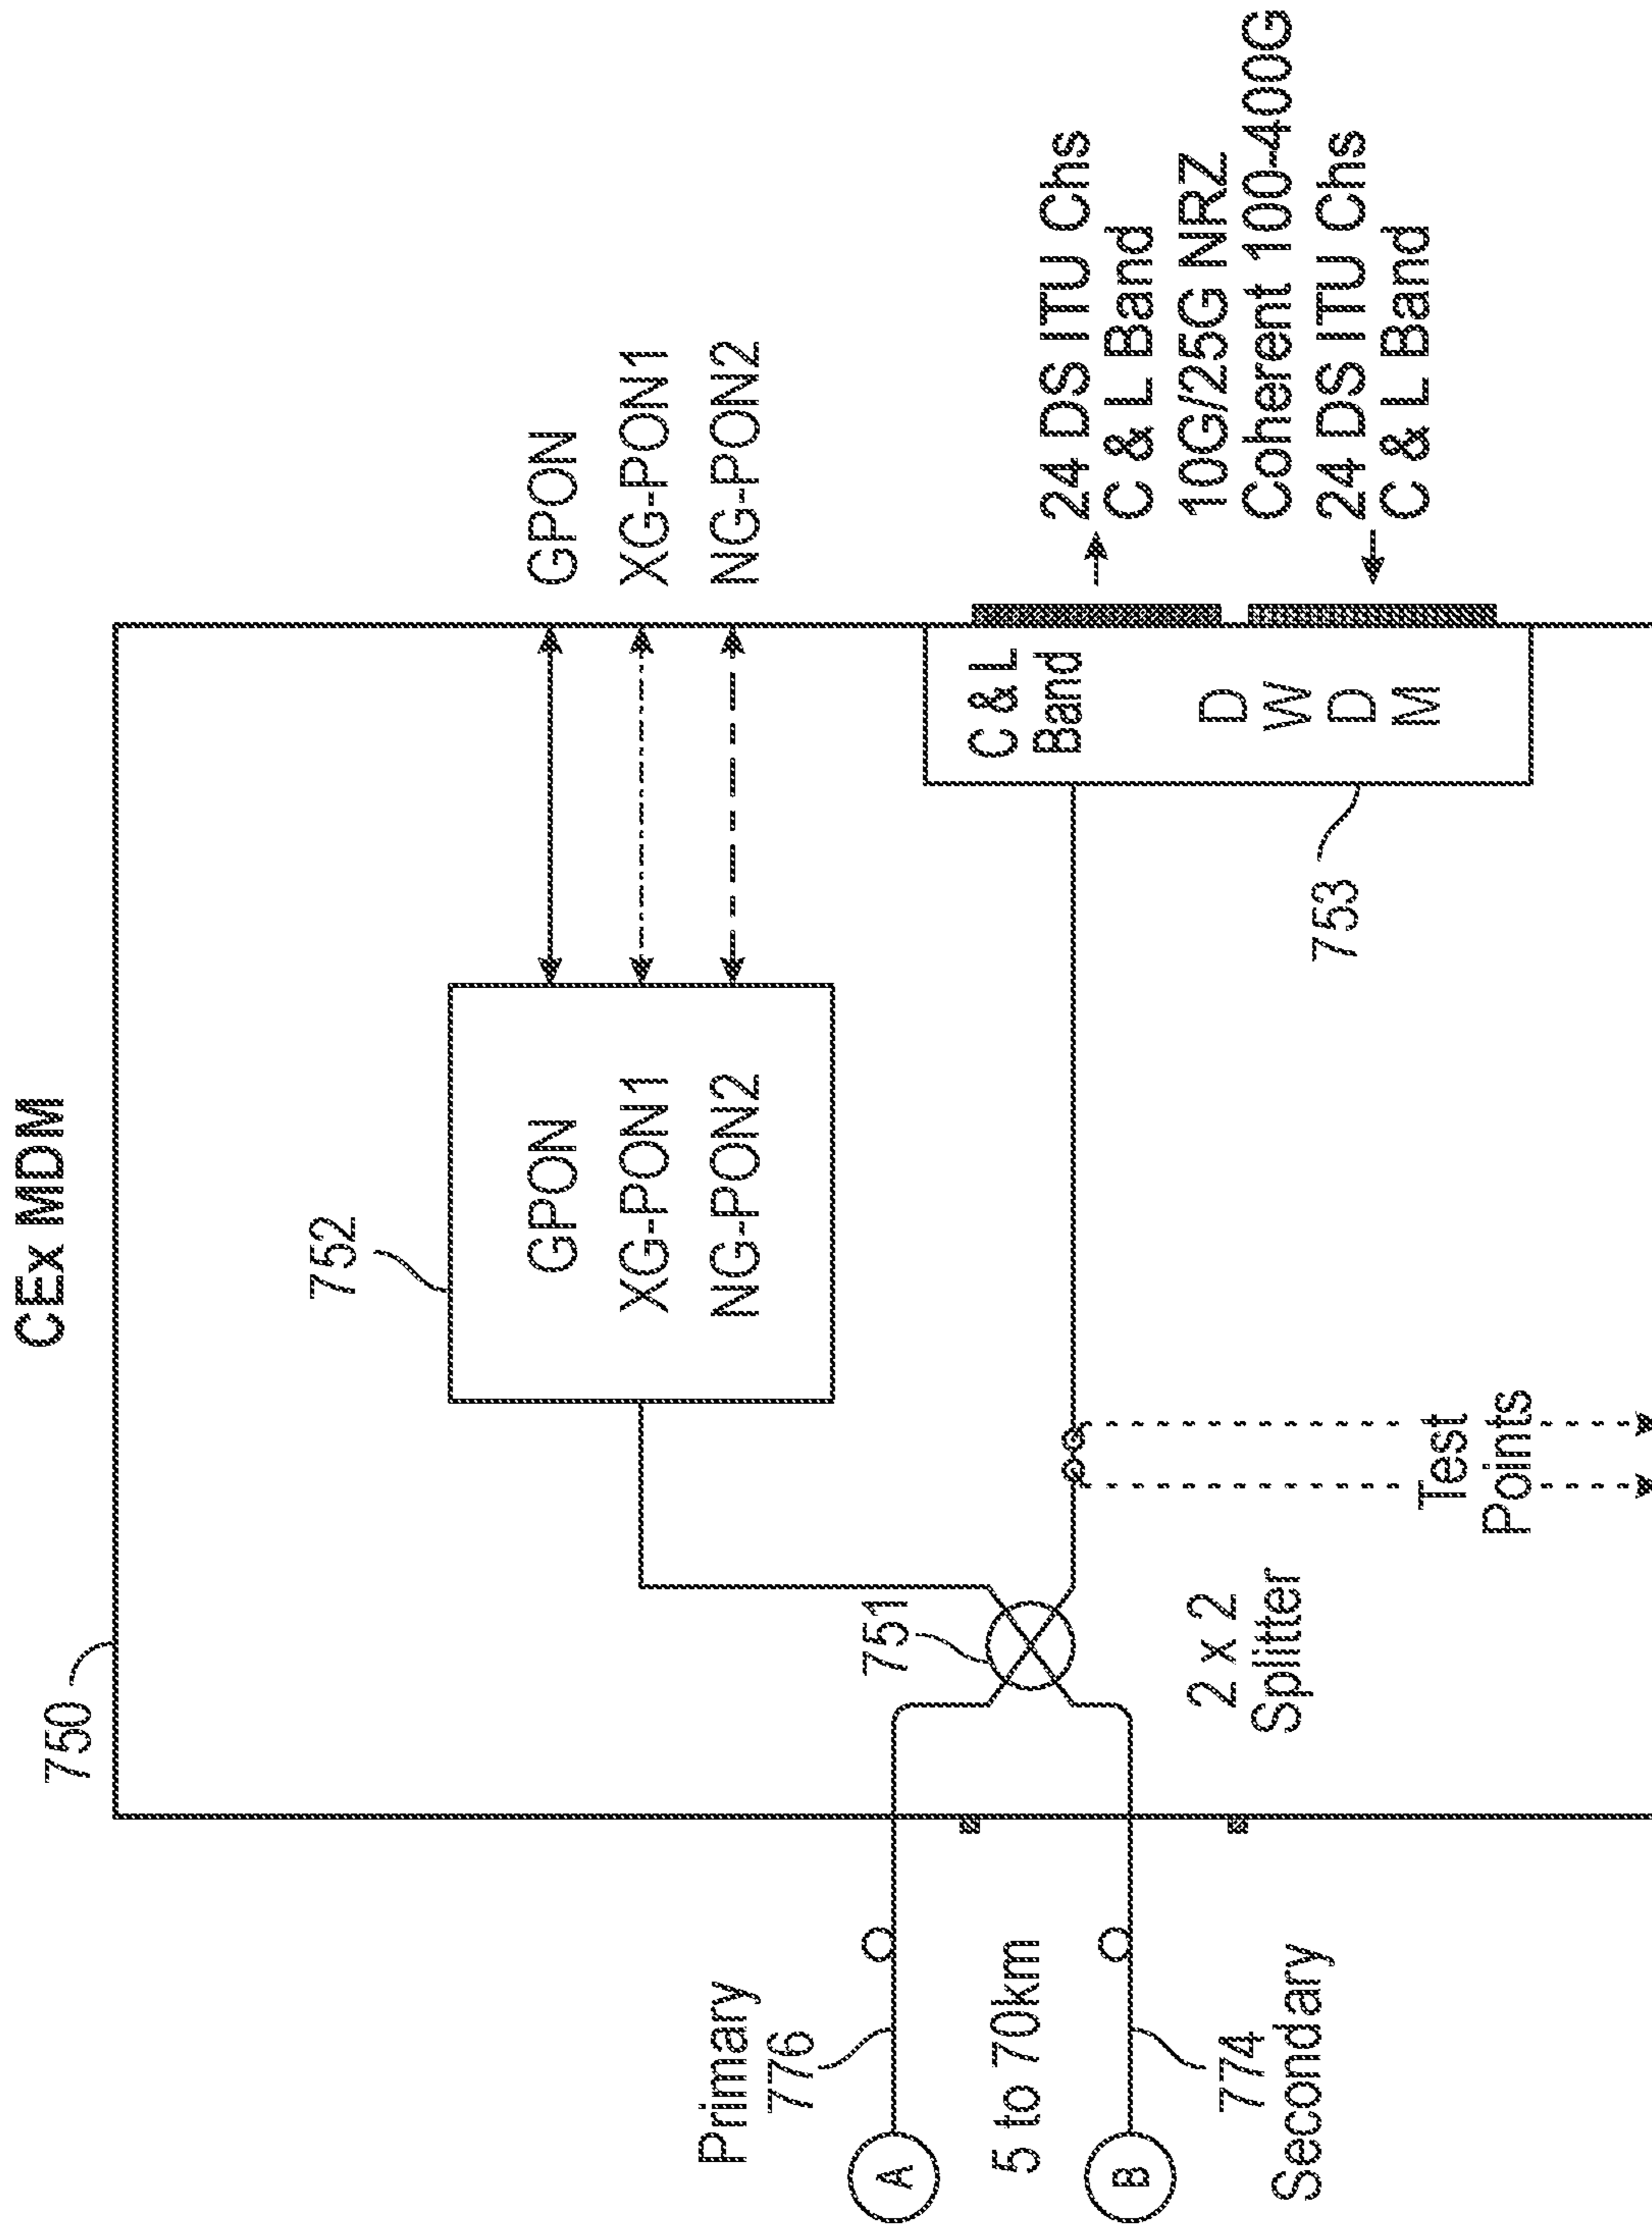 CEx MDM
750
752
GPON
XG-PON1
NG-PON2
GPON
XG-PON1
NG-PON2
Primary
776
A
5 to 70km
B
774
Secondary
751
2 x 2
Splitter
Test
Points
C & L
Band
D
W
D
M
753
24 DS ITU Chs
C & L Band
10G/25G NRZ
Coherent 100-400G
24 DS ITU Chs
C & L Band